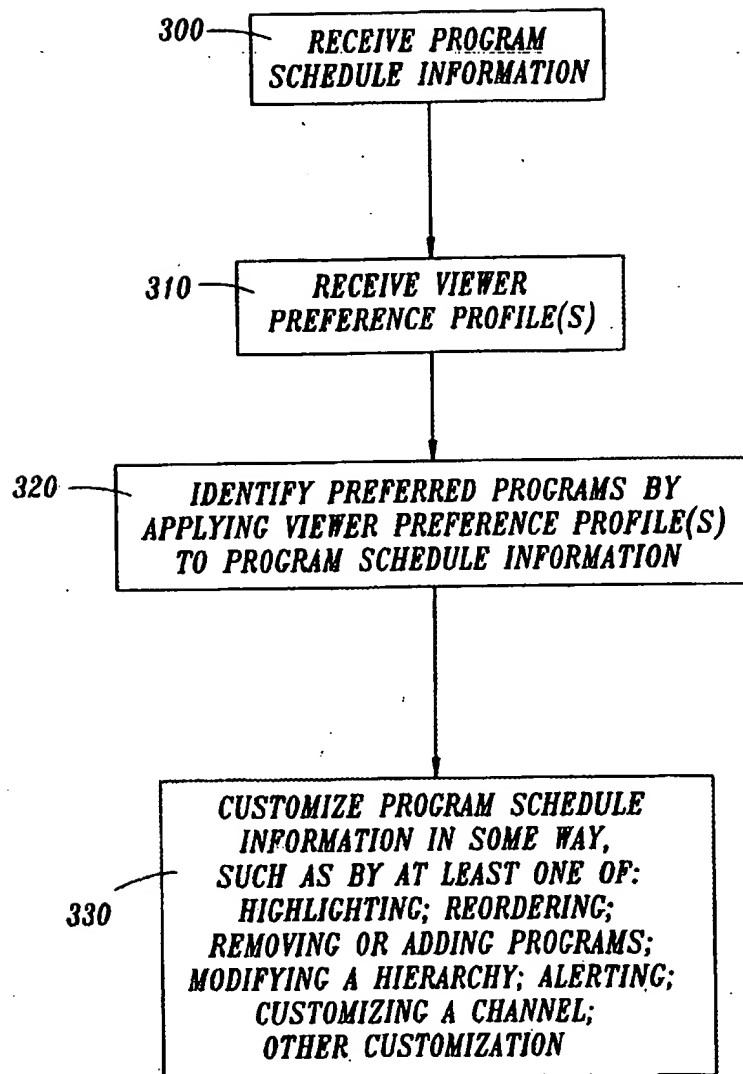 300
RECEIVE PROGRAM
SCHEDULE INFORMATION
310
RECEIVE VIEWER
PREFERENCE PROFILE(S)
320
IDENTIFY PREFERRED PROGRAMS BY
APPLYING VIEWER PREFERENCE PROFILE(S)
TO PROGRAM SCHEDULE INFORMATION
330
CUSTOMIZE PROGRAM SCHEDULE
INFORMATION IN SOME WAY,
SUCH AS BY AT LEAST ONE OF:
HIGHLIGHTING; REORDERING;
REMOVING OR ADDING PROGRAMS;
MODIFYING A HIERARCHY; ALERTING;
CUSTOMIZING A CHANNEL;
OTHER CUSTOMIZATION